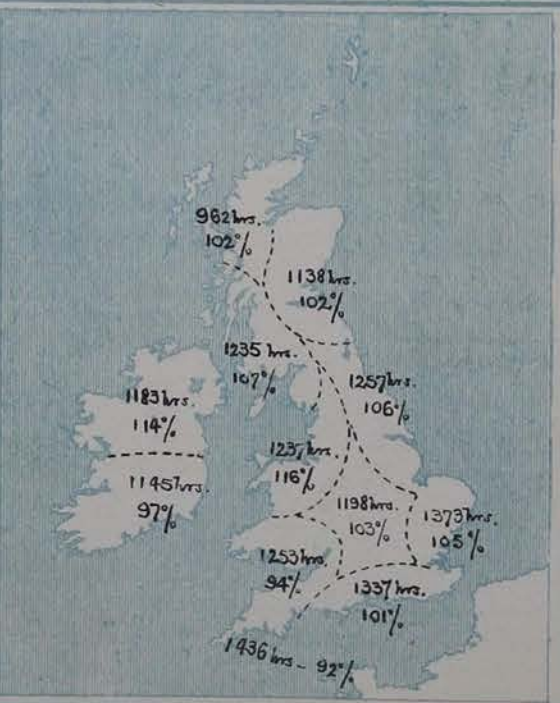 962 hrs.
102%
1138 hrs.
102%
1235 hrs.
107%
1257 hrs.
106%
1183 hrs.
114%
1145 hrs.
97%
hrs.
116%
1198 hrs.
103%
1373 hrs.
105%
1253 hrs.
94%
1337 hrs.
101%
1436 hrs - 92%